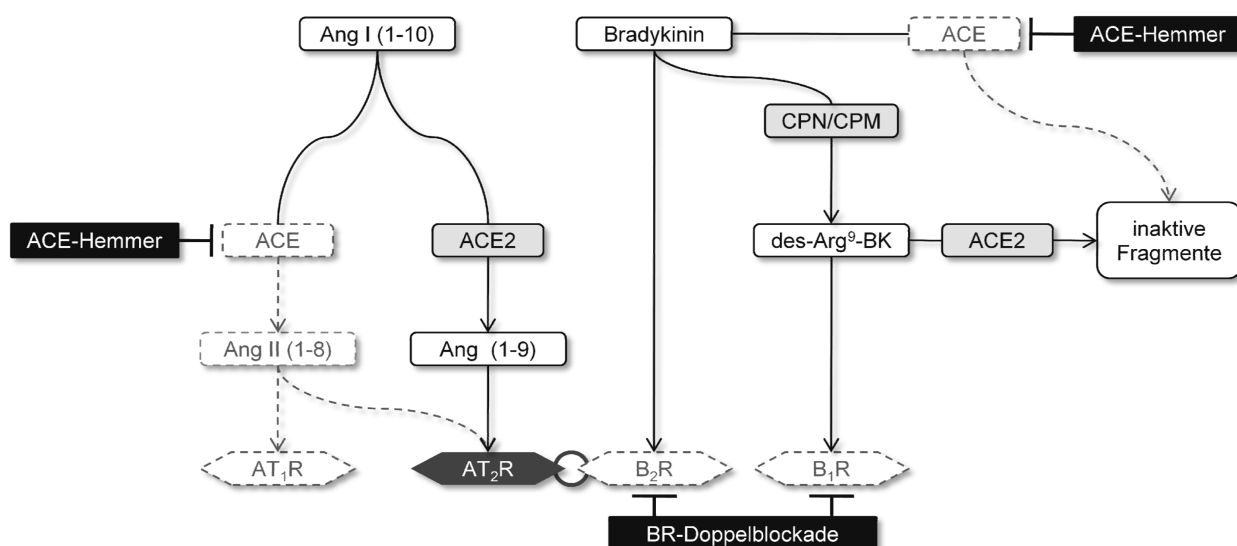 Ang I (1-10)
Bradykinin
ACE
ACE-Hemmer
CPN/CPM
ACE-Hemmer
ACE
ACE2
des-Arg⁹-BK
ACE2
inaktive
Fragmente
Ang II (1-8)
Ang (1-9)
AT₁R
AT₂R
B₂R
B₁R
BR-Doppelblockade